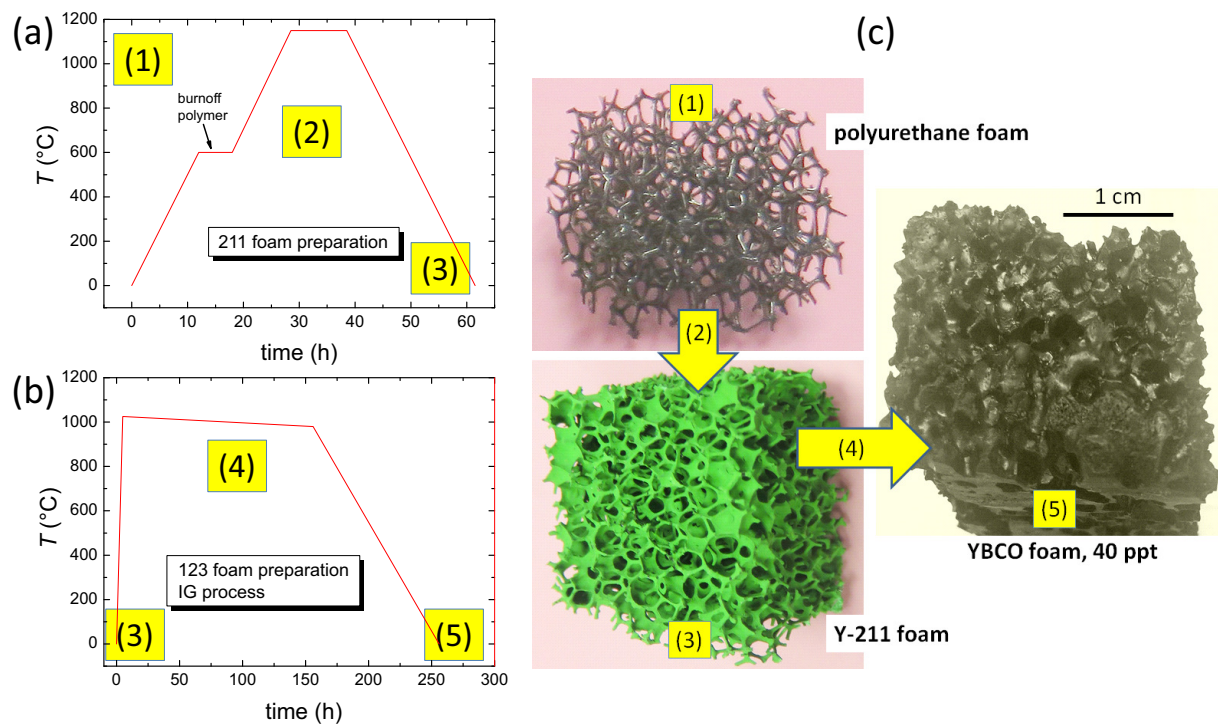 (a)
1200
1000
800
600
400
200
0
T (°C)
(1)
burnoff
polymer
(2)
211 foam preparation
(3)
0 10 20 30 40 50 60
time (h)
(b)
1200
1000
800
600
400
200
0
T (°C)
(4)
123 foam preparation
IG process
(3)
(5)
0 50 100 150 200 250 300
time (h)
(c)
(1)
polyurethane foam
(2)
(3)
Y-211 foam
(4)
1 cm
(5)
YBCO foam, 40 ppt